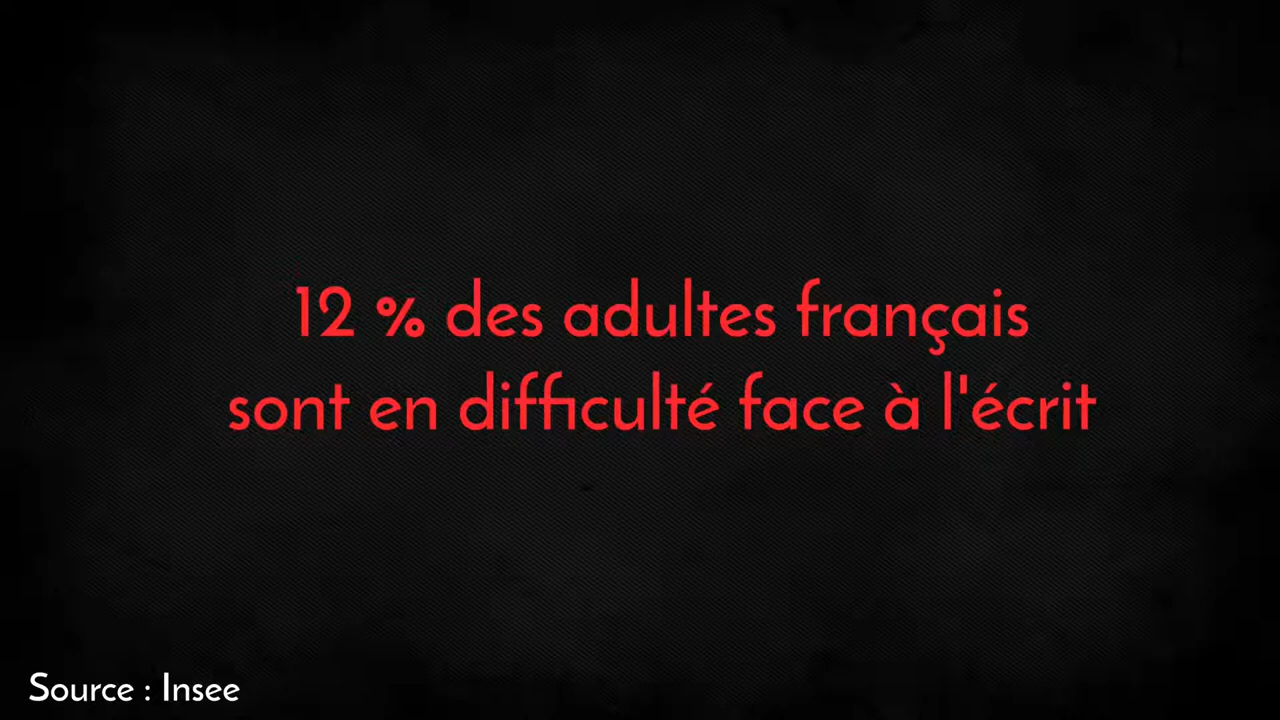 12 % des adultes français
sont en difficulté face à l'écrit
Source : Insee